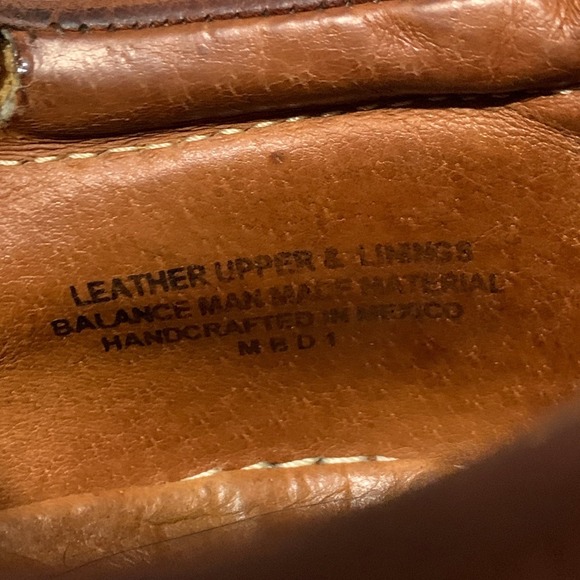 LEATHER UPPER & LININGS
BALANCE MAN MADE MATERIAL
HANDCRAFTED IN MEXICO
M B D 1